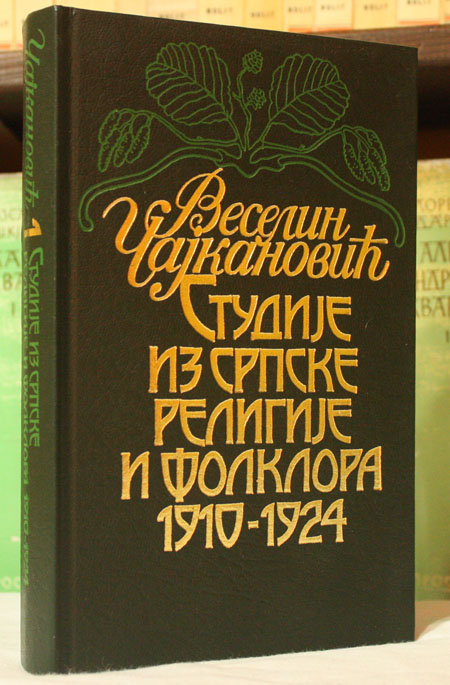 Веселин
Чајкановић
Студије
из српске
религије
и фолклора
1910-1924
Чајкановић 1 Студије из српске
религије и фолклора 1910-1924